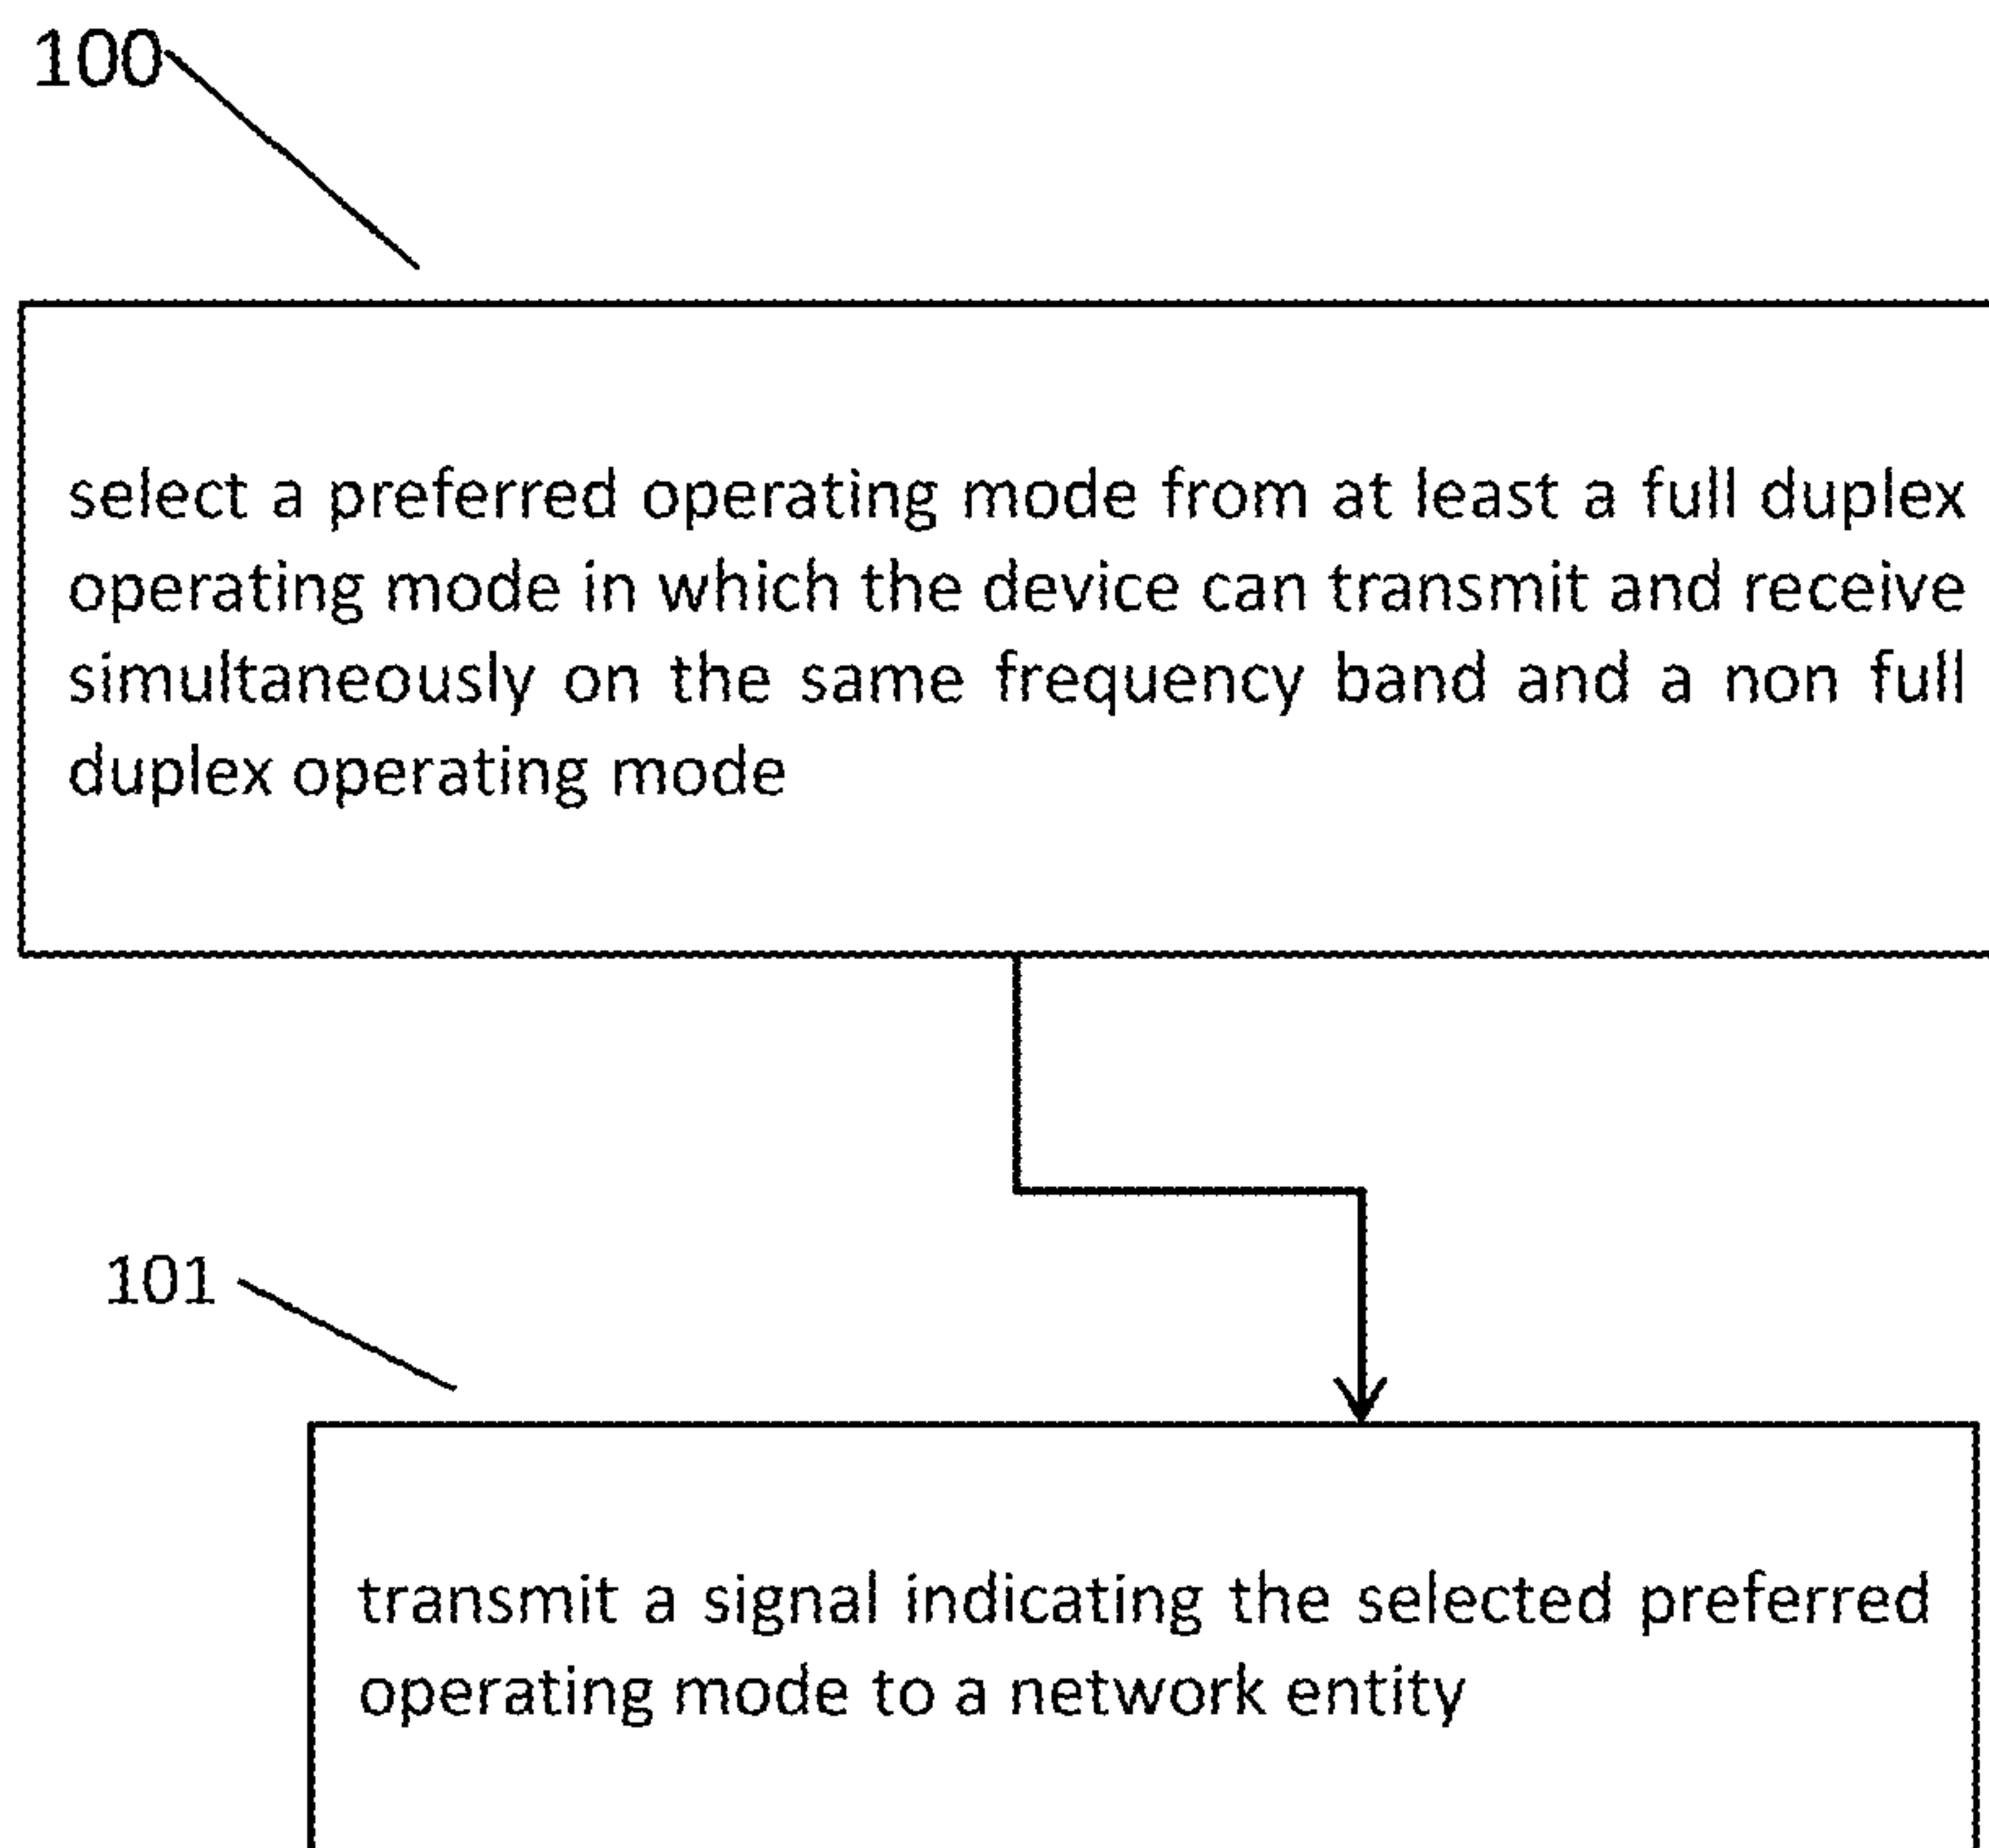 100
select a preferred operating mode from at least a full duplex
operating mode in which the device can transmit and receive
simultaneously on the same frequency band and a non full
duplex operating mode
101
transmit a signal indicating the selected preferred
operating mode to a network entity